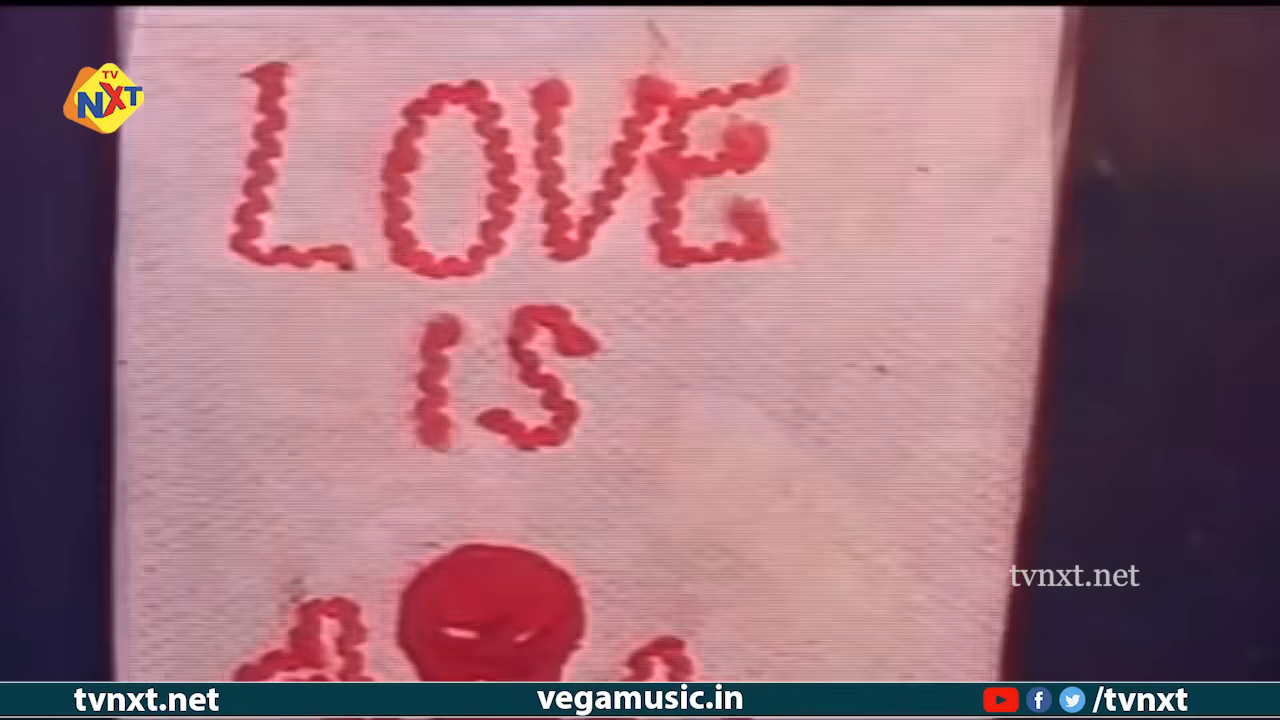 TV
NXT
LOVE
IS
tvnxt.net
tvnxt.net
vegamusic.in
/tvnxt